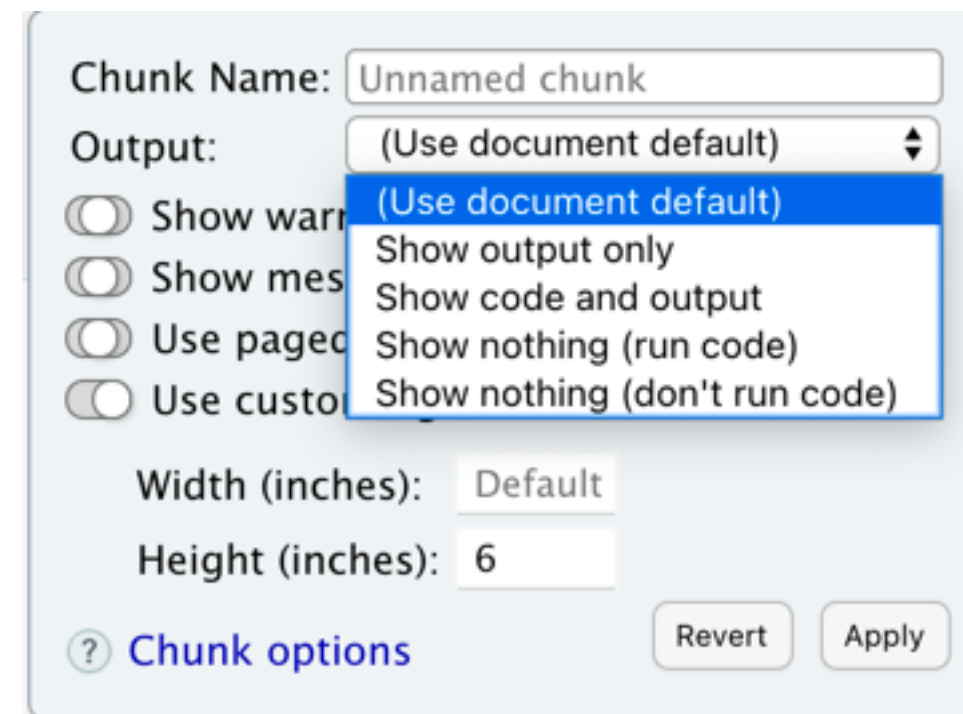 Chunk Name: Unnamed chunk
Output: (Use document default)
(Use document default)
Show warn
Show output only
Show mes
Show code and output
Use paged
Show nothing (run code)
Use custo
Show nothing (don't run code)
Width (inches): Default
Height (inches): 6
? Chunk options
Revert
Apply